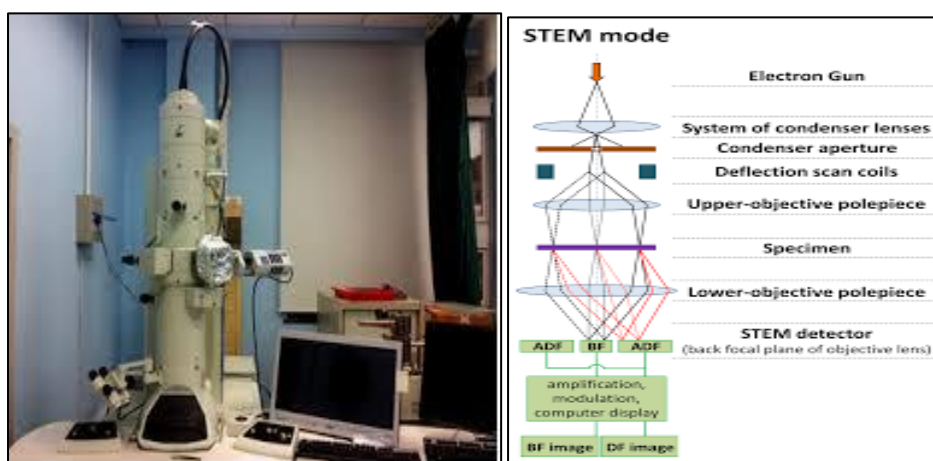 STEM mode
Electron Gun
System of condenser lenses
Condenser aperture
Deflection scan coils
Upper-objective polepiece
Specimen
Lower-objective polepiece
STEM detector
(back focal plane of objective lens)
ADF BF ADF
amplification,
modulation,
computer display
BF image DF image